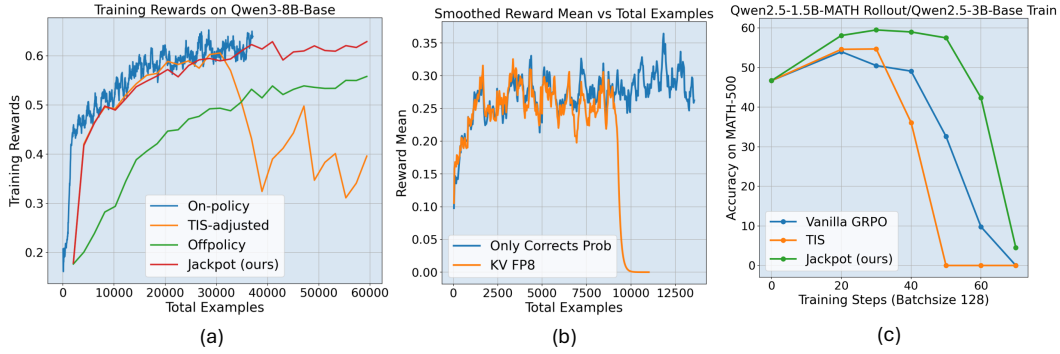 Training Rewards on Qwen3-8B-Base
Training Rewards
0.6
0.5
0.4
0.3
0.2
On-policy
TIS-adjusted
Offpolicy
Jackpot (ours)
0
10000
20000
30000
40000
50000
60000
Total Examples
(a)
Smoothed Reward Mean vs Total Examples
Reward Mean
0.35
0.30
0.25
0.20
0.15
0.10
0.05
0.00
Only Corrects Prob
KV FP8
0
2500
5000
7500
10000
12500
Total Examples
(b)
Qwen2.5-1.5B-MATH Rollout/Qwen2.5-3B-Base Train
Accuracy on MATH-500
60
50
40
30
20
10
0
Vanilla GRPO
TIS
Jackpot (ours)
0
20
30
40
50
60
70
Training Steps (Batchsize 128)
(c)